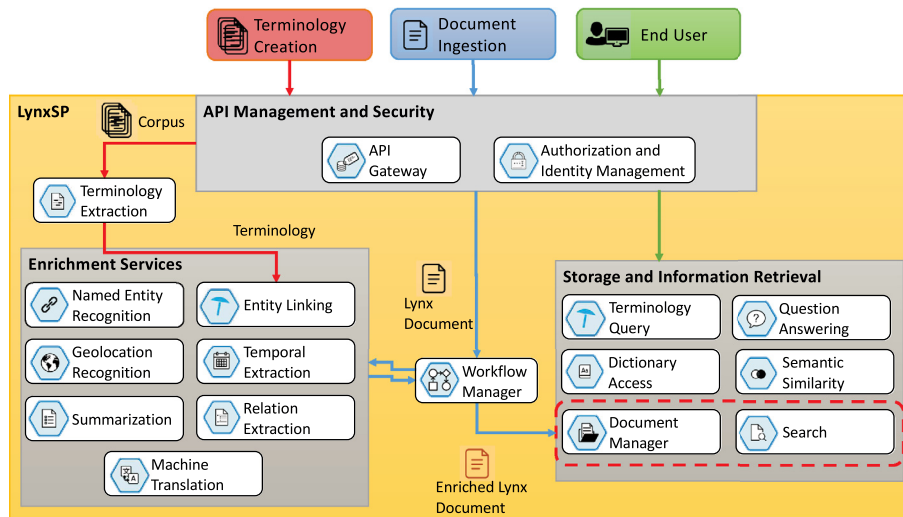 Terminology
Creation
Document
Ingestion
End User
LynxSP
API Management and Security
Corpus
API
Gateway
Authorization and
Identity Management
Terminology
Extraction
Terminology
Enrichment Services
Named Entity
Recognition
Entity Linking
Geolocation
Recognition
Temporal
Extraction
Summarization
Relation
Extraction
Machine
Translation
Lynx
Document
Workflow
Manager
Enriched Lynx
Document
Storage and Information Retrieval
Terminology
Query
Question
Answering
Dictionary
Access
Semantic
Similarity
Document
Manager
Search